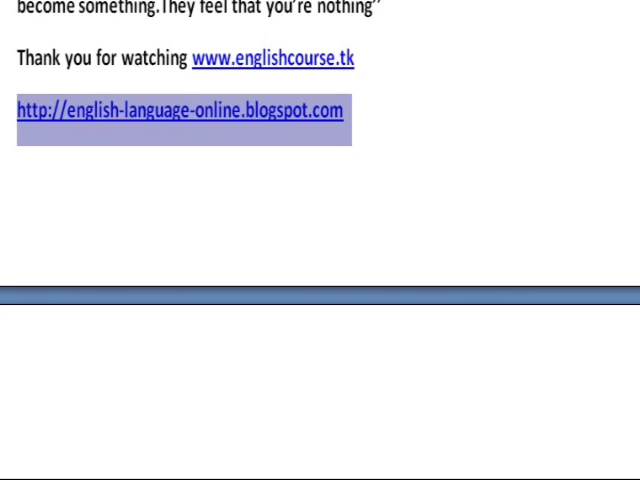 become something.They feel that you're nothing''
Thank you for watching www.englishcourse.tk
http://english-language-online.blogspot.com